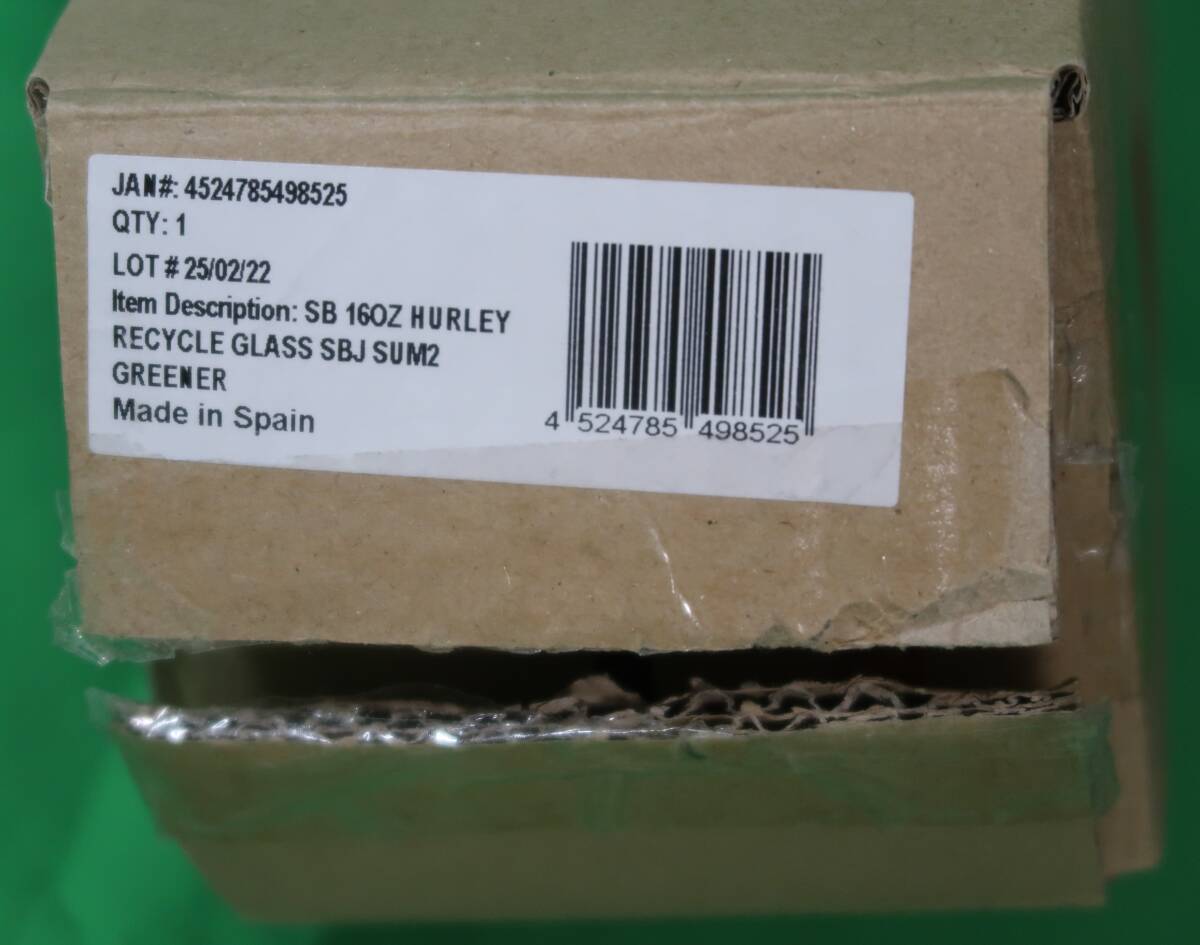 JAN#: 4524785498525
QTY: 1
LOT # 25/02/22
Item Description: SB 16OZ HURLEY
RECYCLE GLASS SBJ SUM2
GREENER
Made in Spain
4 524785 498525